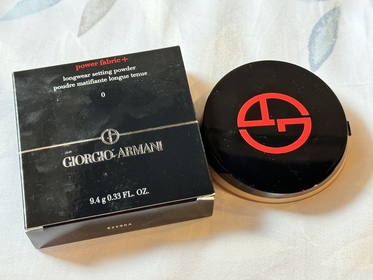 power fabric+
longwear setting powder
poudre matifiante longue tenue
0
GIORGIO ARMANI
9.4 g 0.33 FL. OZ.